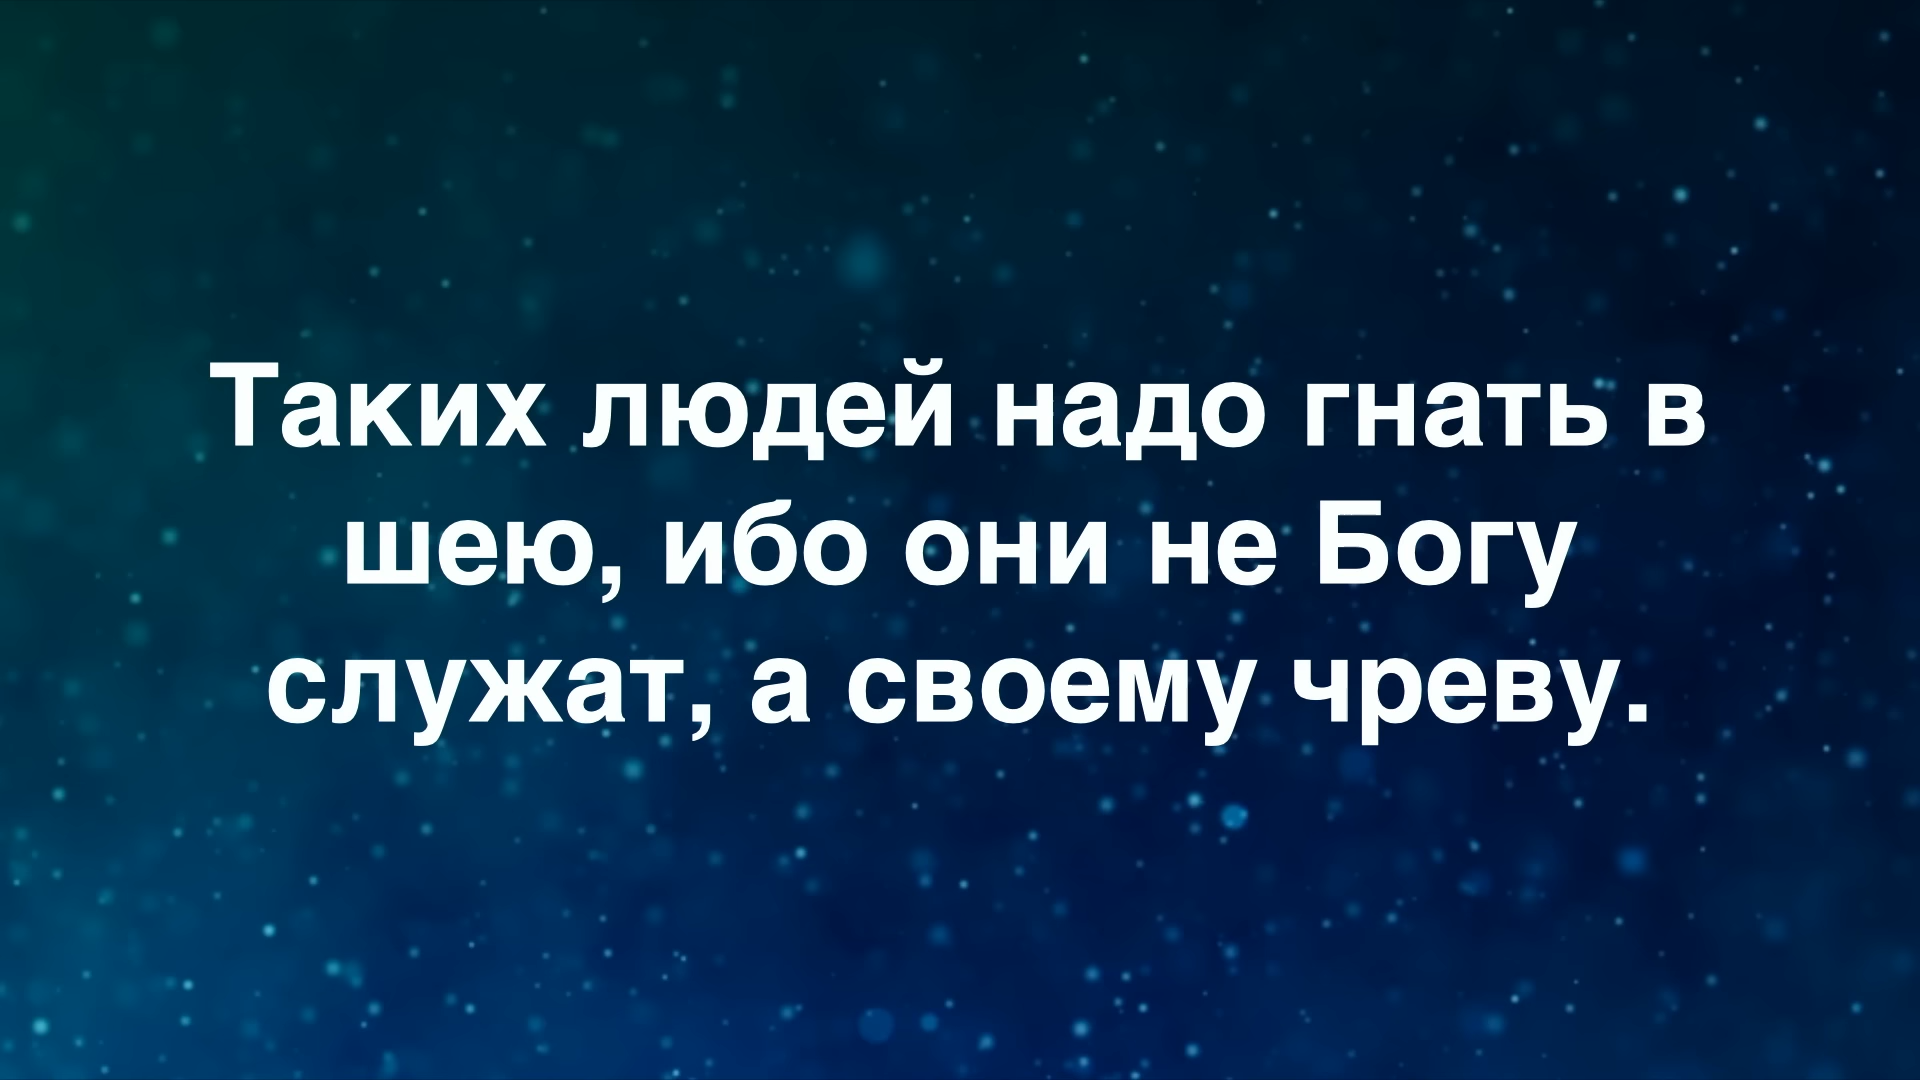 Таких людей надо гнать в
шею, ибо они не Богу
служат, а своему чреву.